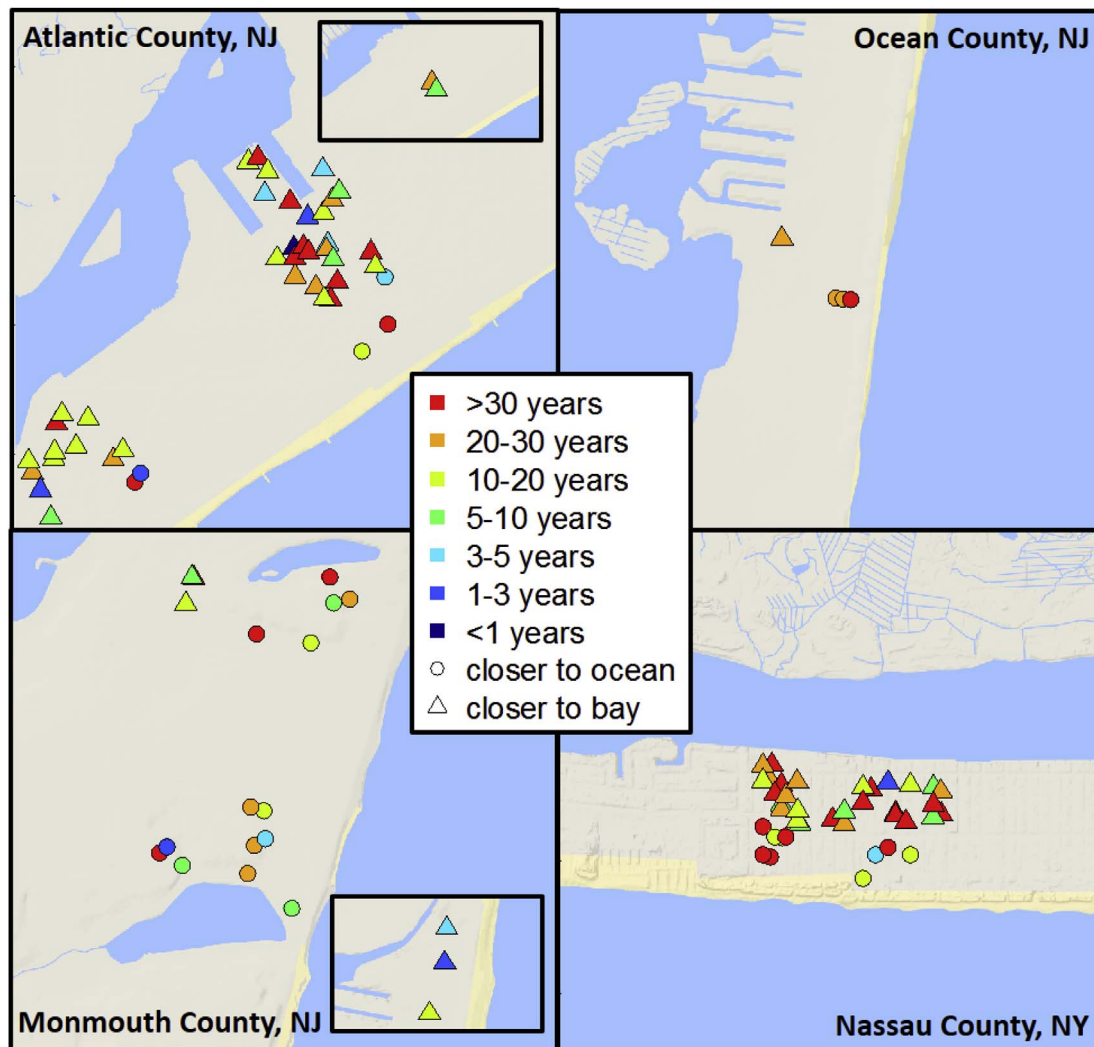 Atlantic County, NJ
Ocean County, NJ
>30 years
20-30 years
10-20 years
5-10 years
3-5 years
1-3 years
<1 years
closer to ocean
closer to bay
Monmouth County, NJ
Nassau County, NY